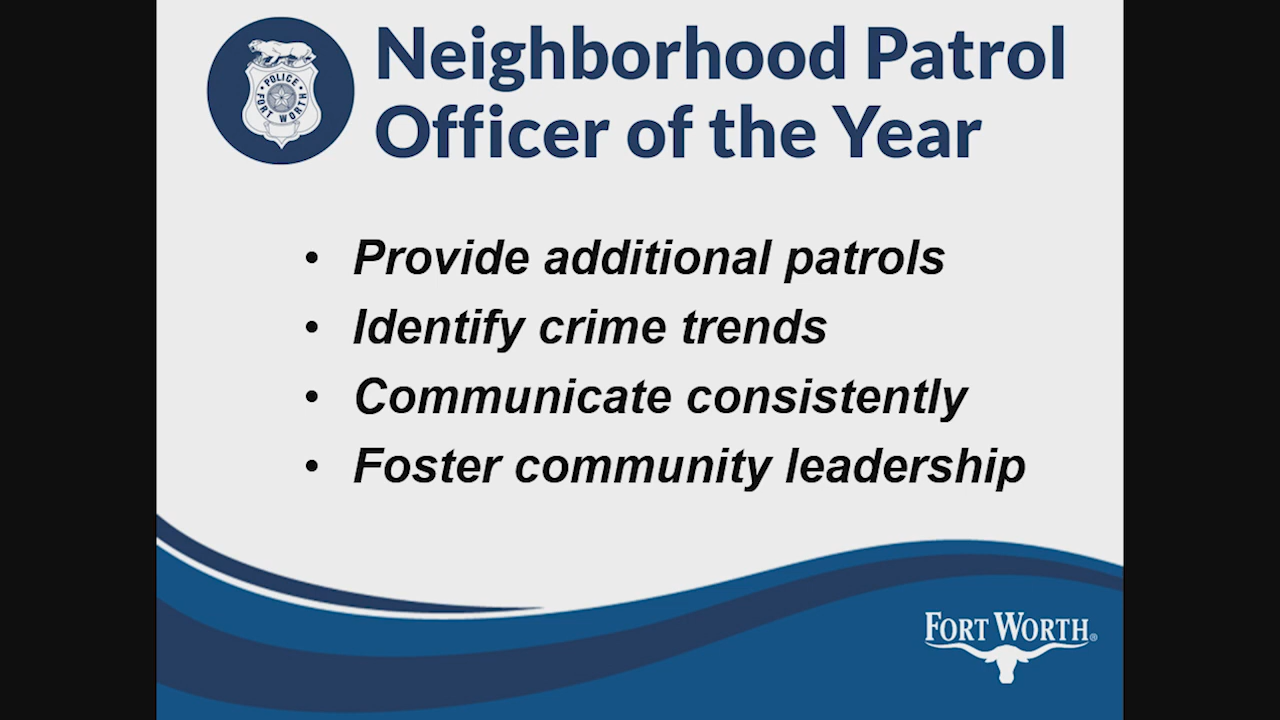 POLICE
FORT WORTH
Neighborhood Patrol
Officer of the Year
• Provide additional patrols
• Identify crime trends
• Communicate consistently
• Foster community leadership
FORT WORTH®